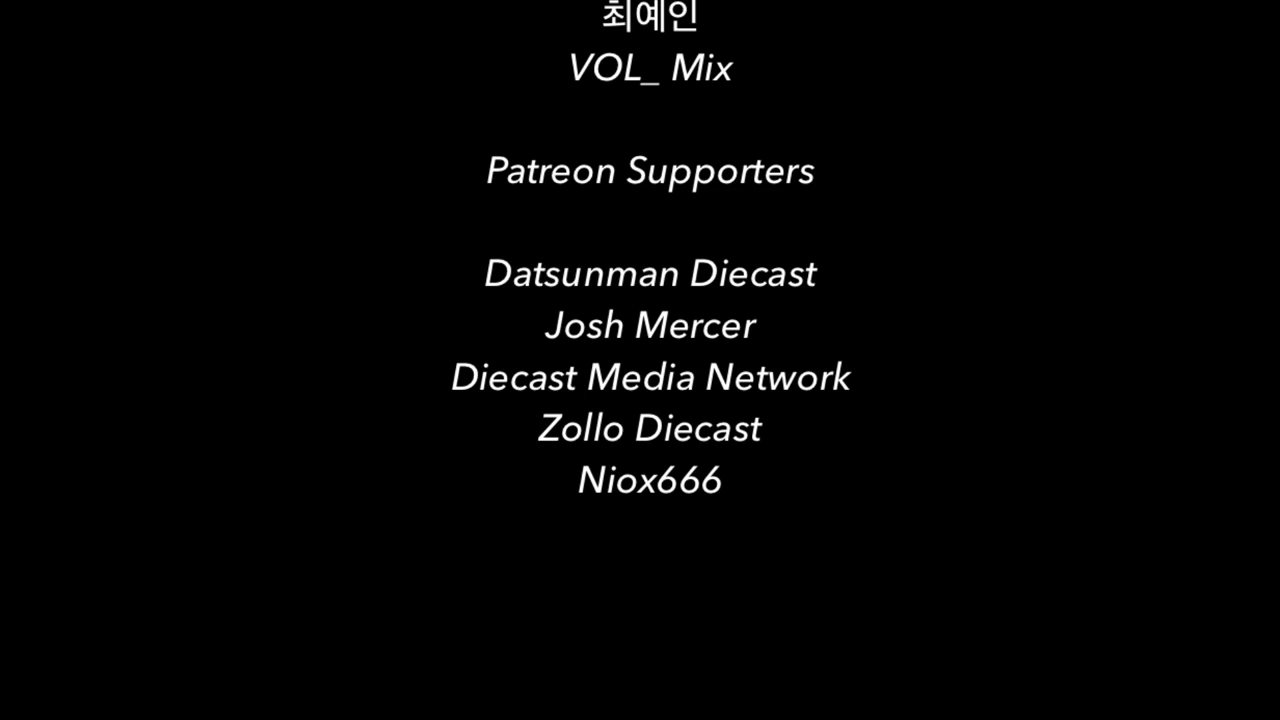 최예인
VOL_ Mix
Patreon Supporters
Datsunman Diecast
Josh Mercer
Diecast Media Network
Zollo Diecast
Niox666